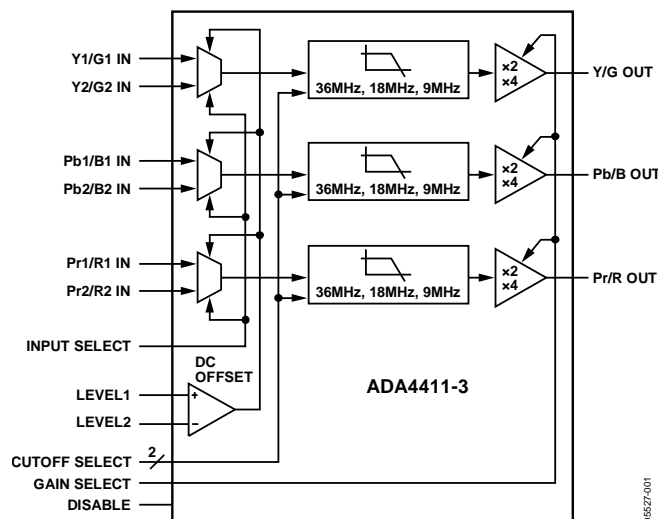 Y1/G1 IN
Y2/G2 IN
36MHz, 18MHz, 9MHz
×2
×4
Y/G OUT
Pb1/B1 IN
Pb2/B2 IN
36MHz, 18MHz, 9MHz
×2
×4
Pb/B OUT
Pr1/R1 IN
Pr2/R2 IN
36MHz, 18MHz, 9MHz
×2
×4
Pr/R OUT
INPUT SELECT
DC
OFFSET
LEVEL1
+
LEVEL2
−
ADA4411-3
CUTOFF SELECT
2
GAIN SELECT
DISABLE
05527-001